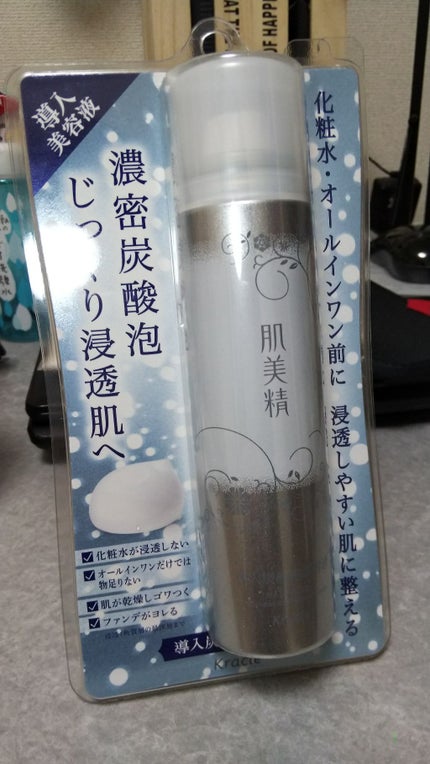 導入
美容液
濃密炭酸泡
じっくり浸透肌へ
化粧水・オールインワン前に 浸透しやすい肌に整える
肌美精
化粧水が浸透しない
オールインワンだけでは
物足りない
肌が乾燥しゴワつく
ファンデがヨレる
導入炭
Kracie
OF HAPP